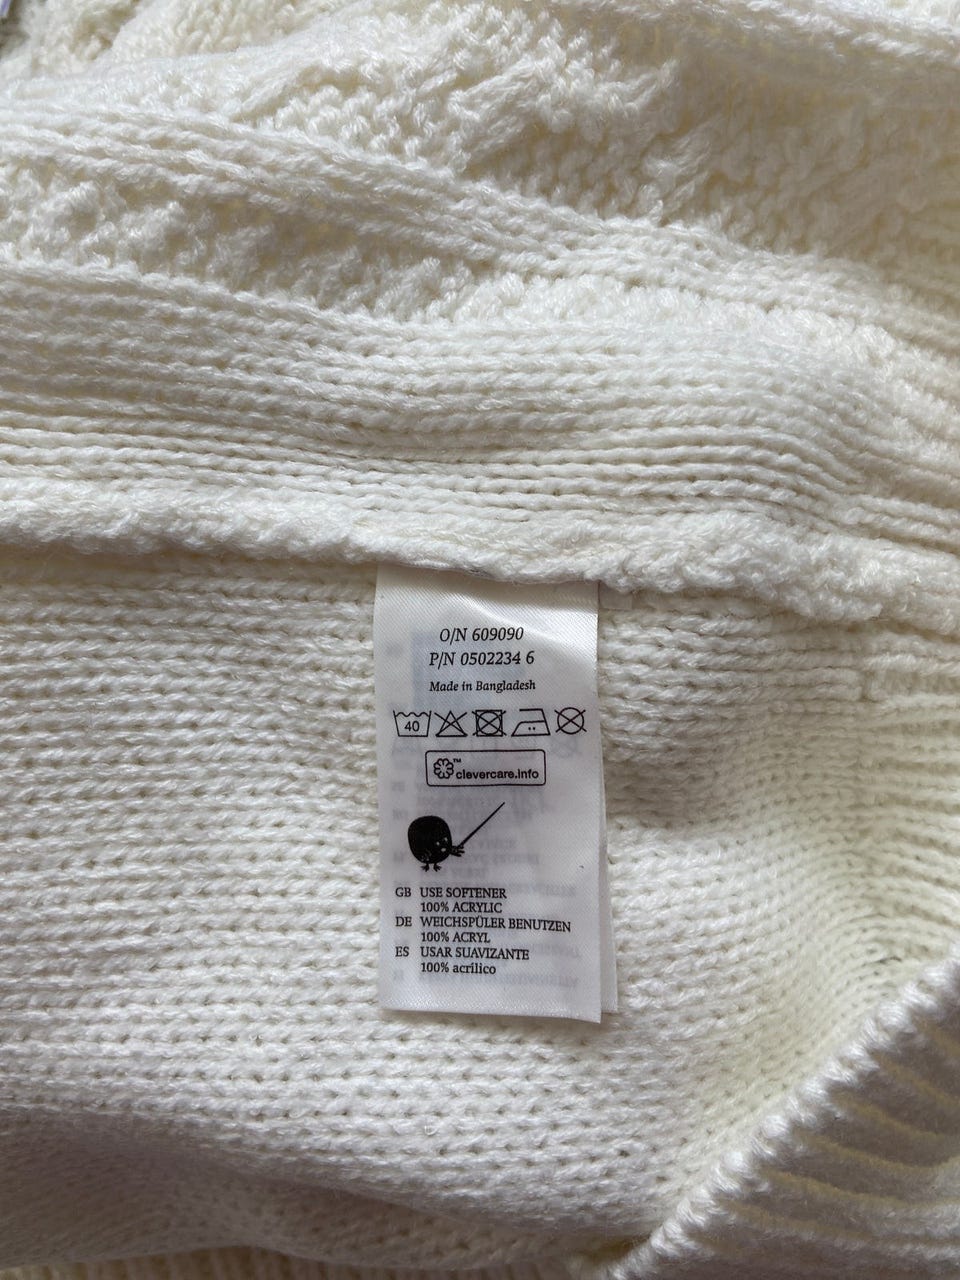 O/N 609090
P/N 0502234 6
Made in Bangladesh
40
™clevercare.info
GB USE SOFTENER
100% ACRYLIC
DE WEICHSPÜLER BENUTZEN
100% ACRYL
ES USAR SUAVIZANTE
100% acrílico